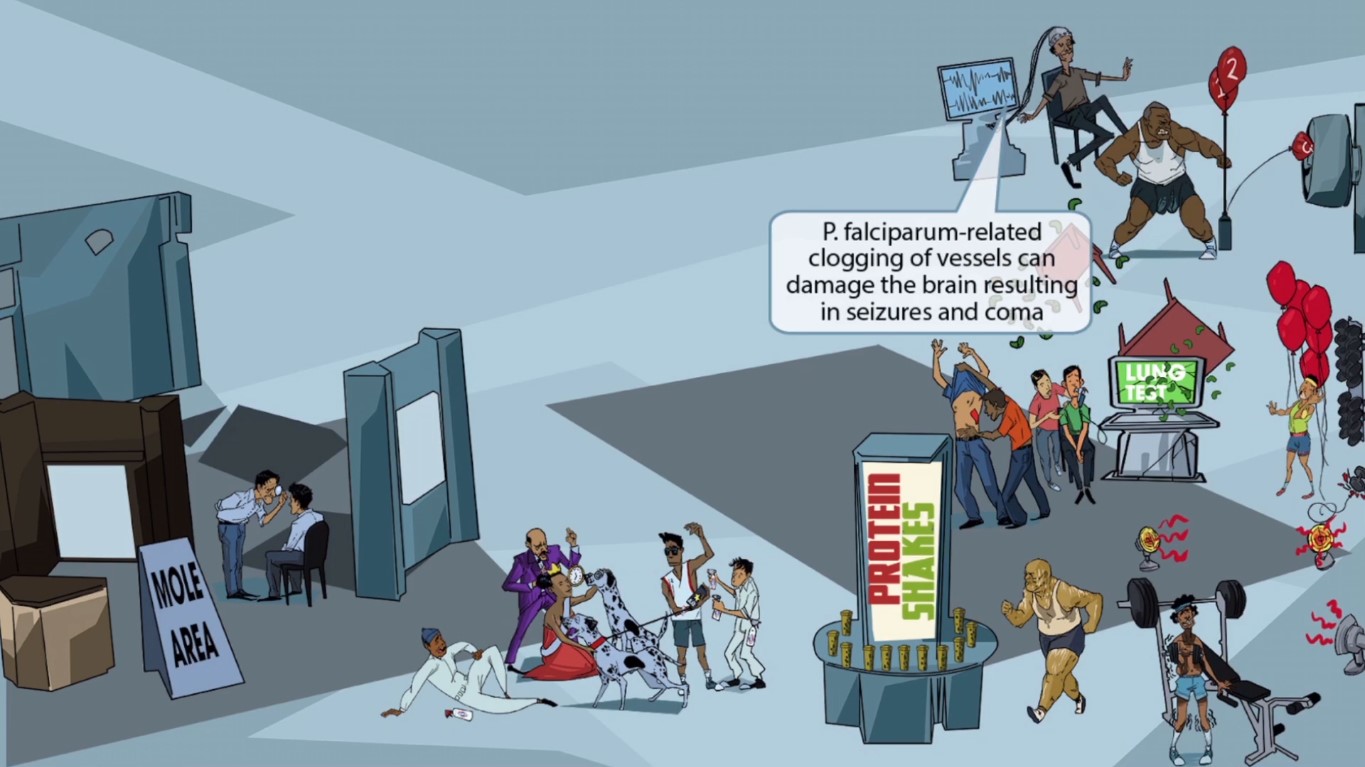 P. falciparum-related
clogging of vessels can
damage the brain resulting
in seizures and coma
1
2
LUNG
TEST
PROTEIN
SHAKES
MOLE
AREA